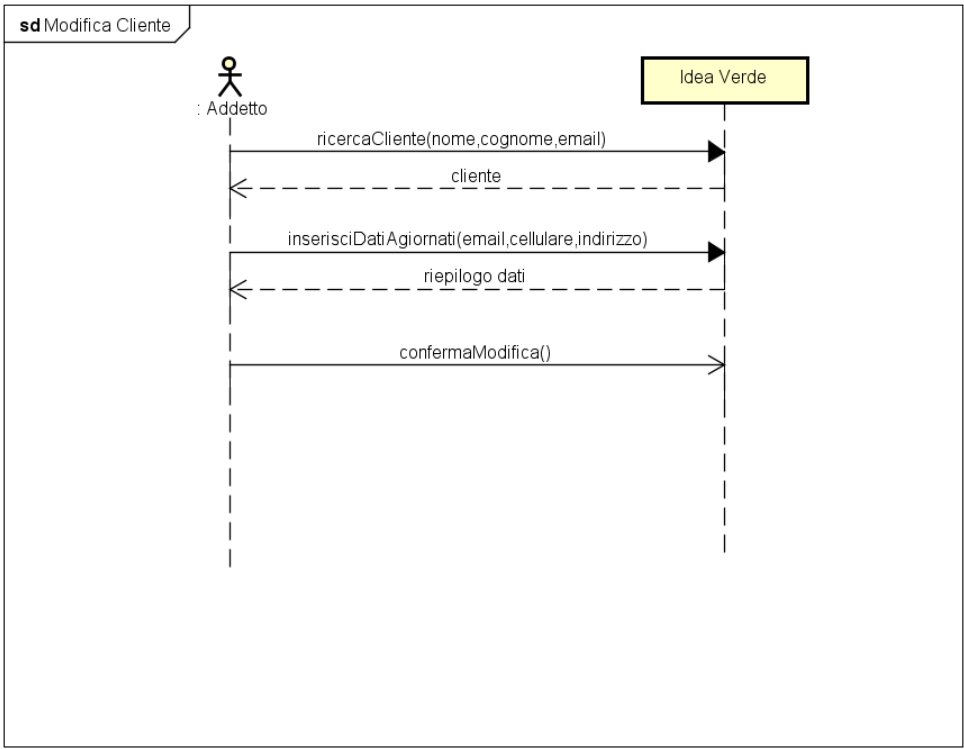 sd Modifica Cliente
Idea Verde
: Addetto
ricercaCliente(nome,cognome,email)
cliente
inserisciDatiAgiornati(email,cellulare,indirizzo)
riepilogo dati
confermaModifica()